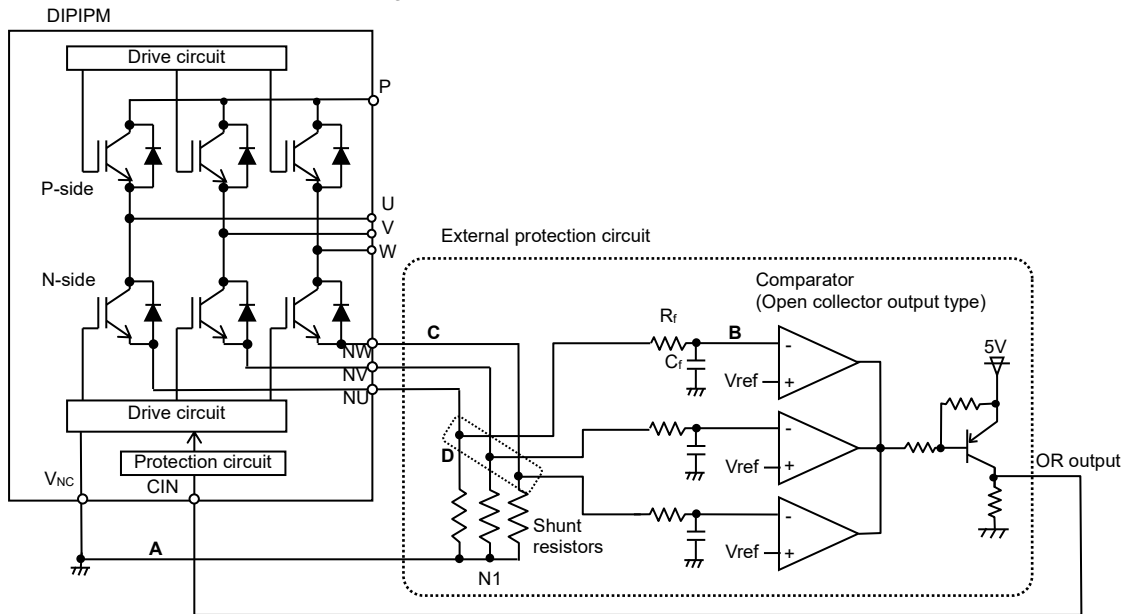 DIPIPM
Drive circuit
P
P-side
U
V
W
External protection circuit
N-side
Comparator
(Open collector output type)
Rf
C
B
5V
Cf
-
Vref
+
NW
NV
NU
Drive circuit
-
Vref
+
D
OR output
Protection circuit
VNC
CIN
-
Vref
+
Shunt
resistors
A
N1